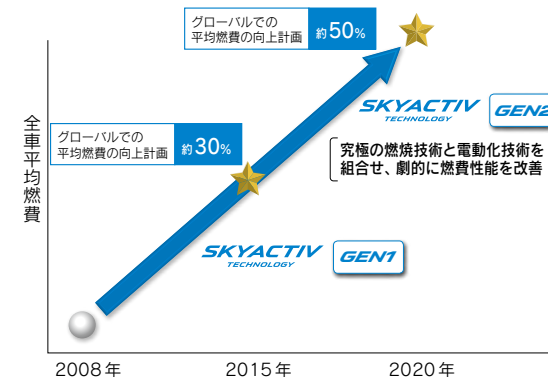 グローバルでの
平均燃費の向上計画
約50%
SKYACTIV
TECHNOLOGY
GEN2
グローバルでの
平均燃費の向上計画
約30%
究極の燃焼技術と電動化技術を
組合せ、劇的に燃費性能を改善
全車平均燃費
SKYACTIV
TECHNOLOGY
GEN1
2008年
2015年
2020年